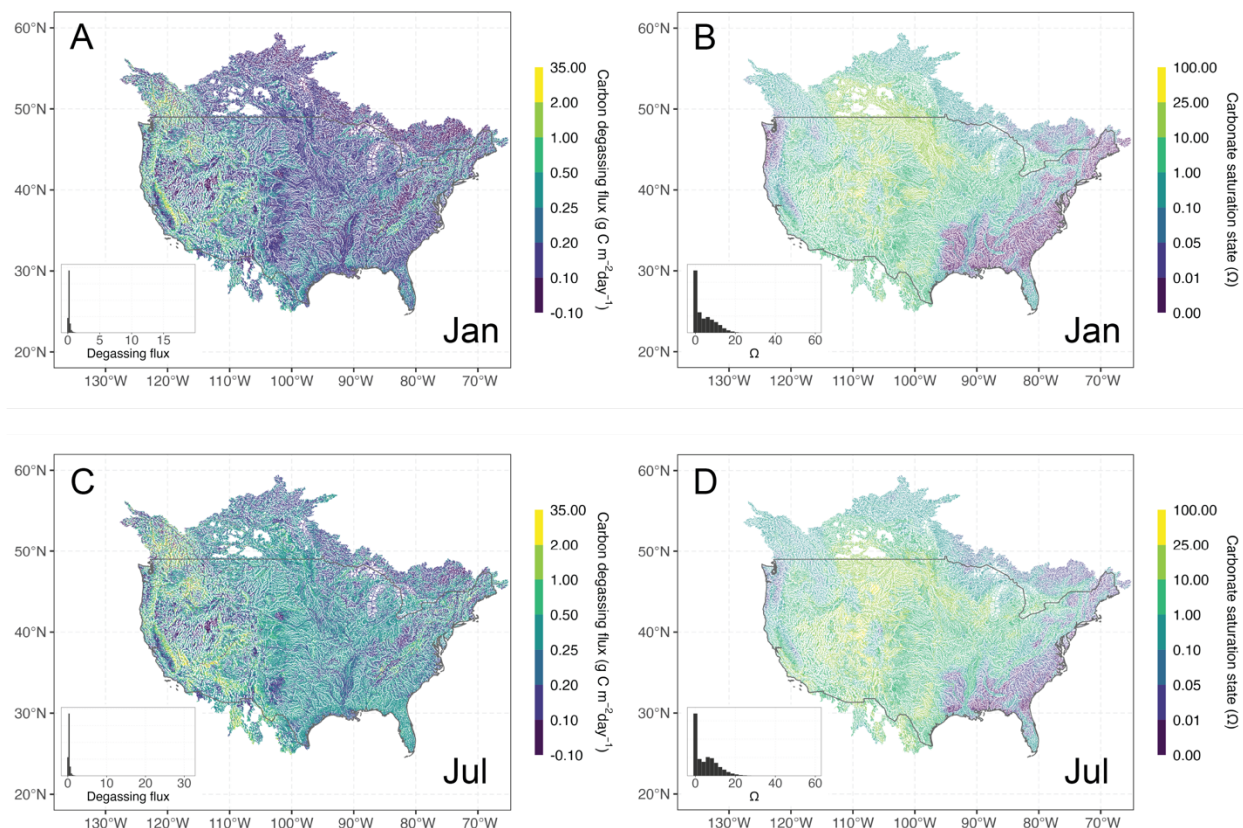 A
60°N
50°N
40°N
30°N
20°N
130°W 120°W 110°W 100°W 90°W 80°W 70°W
Jan
0 5 10 15
Degassing flux
35.00
2.00
1.00
0.50
0.25
0.20
0.10
-0.10
Carbon degassing flux (g C m⁻²day⁻¹)
B
60°N
50°N
40°N
30°N
20°N
130°W 120°W 110°W 100°W 90°W 80°W 70°W
Jan
0 20 40 60
Ω
100.00
25.00
10.00
1.00
0.10
0.05
0.01
0.00
Carbonate saturation state (Ω)
C
60°N
50°N
40°N
30°N
20°N
130°W 120°W 110°W 100°W 90°W 80°W 70°W
Jul
0 10 20 30
Degassing flux
35.00
2.00
1.00
0.50
0.25
0.20
0.10
-0.10
Carbon degassing flux (g C m⁻²day⁻¹)
D
60°N
50°N
40°N
30°N
20°N
130°W 120°W 110°W 100°W 90°W 80°W 70°W
Jul
0 20 40 60
Ω
100.00
25.00
10.00
1.00
0.10
0.05
0.01
0.00
Carbonate saturation state (Ω)